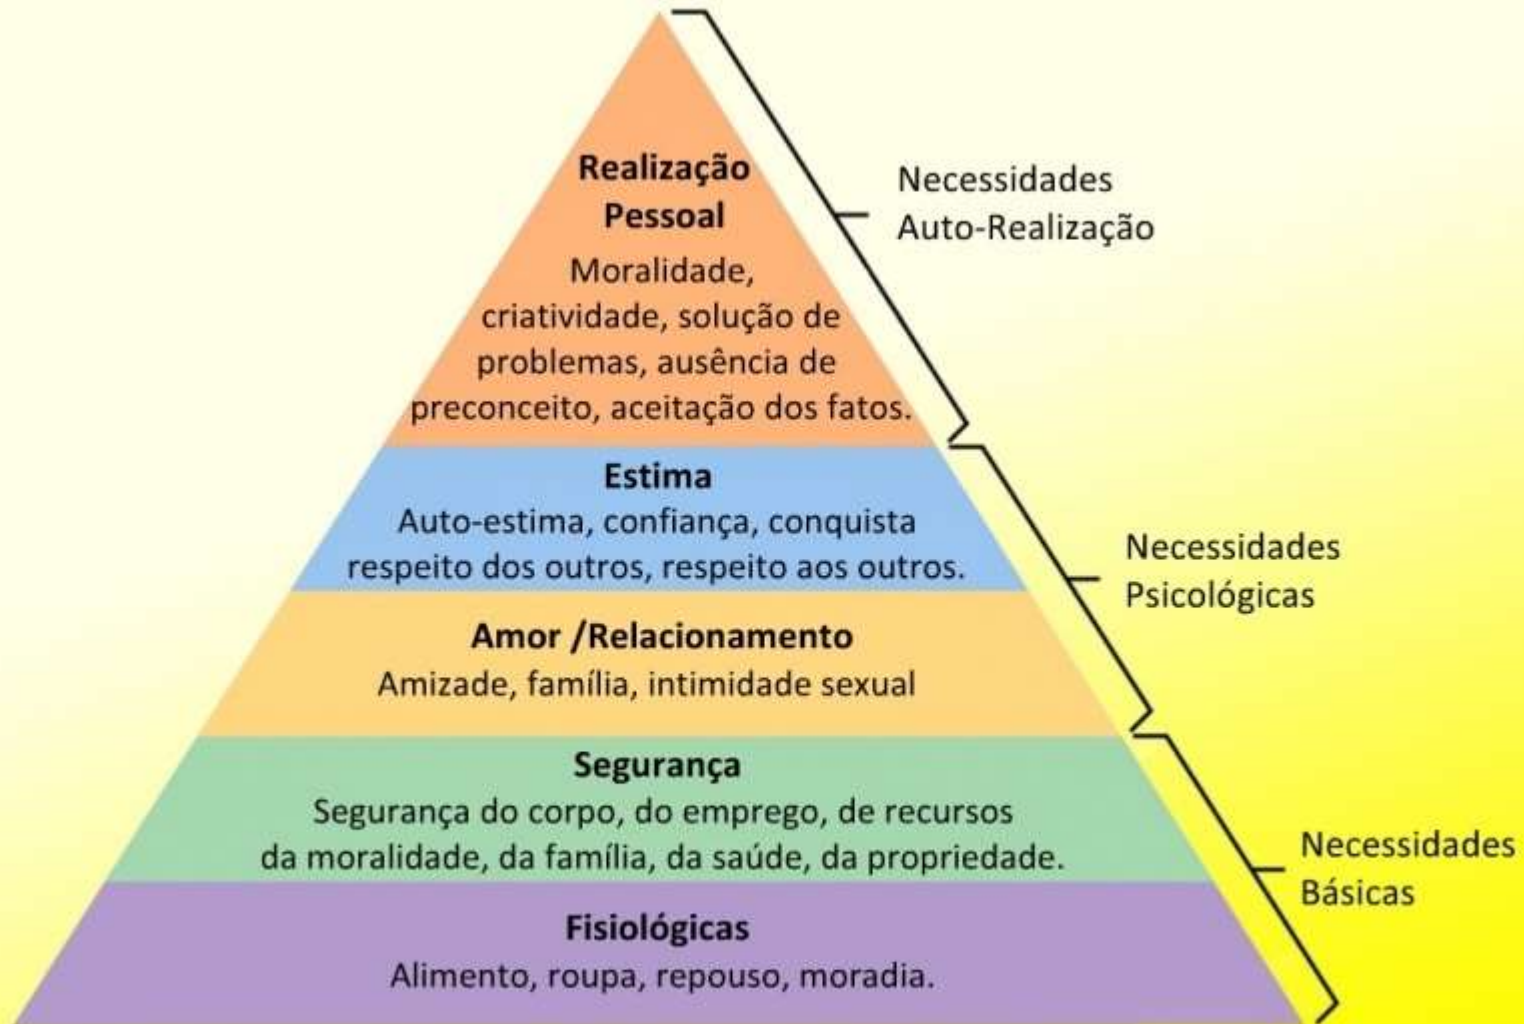 Realização
Pessoal
Moralidade,
criatividade, solução de
problemas, ausência de
preconceito, aceitação dos fatos.
Necessidades
Auto-Realização
Estima
Auto-estima, confiança, conquista
respeito dos outros, respeito aos outros.
Amor /Relacionamento
Amizade, família, intimidade sexual
Necessidades
Psicológicas
Segurança
Segurança do corpo, do emprego, de recursos
da moralidade, da família, da saúde, da propriedade.
Fisiológicas
Alimento, roupa, repouso, moradia.
Necessidades
Básicas